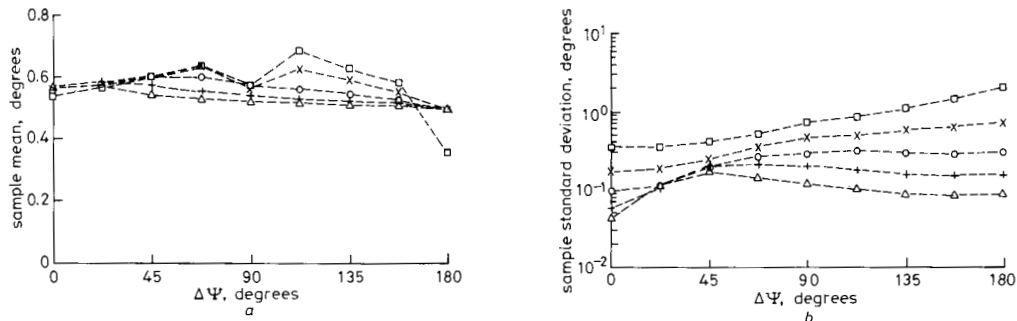 sample mean, degrees
0.8
0.6
0.4
0.2
0
0 45 90 135 180
ΔΨ, degrees
a
sample standard deviation, degrees
10¹
10⁰
10⁻¹
10⁻²
0 45 90 135 180
ΔΨ, degrees
b